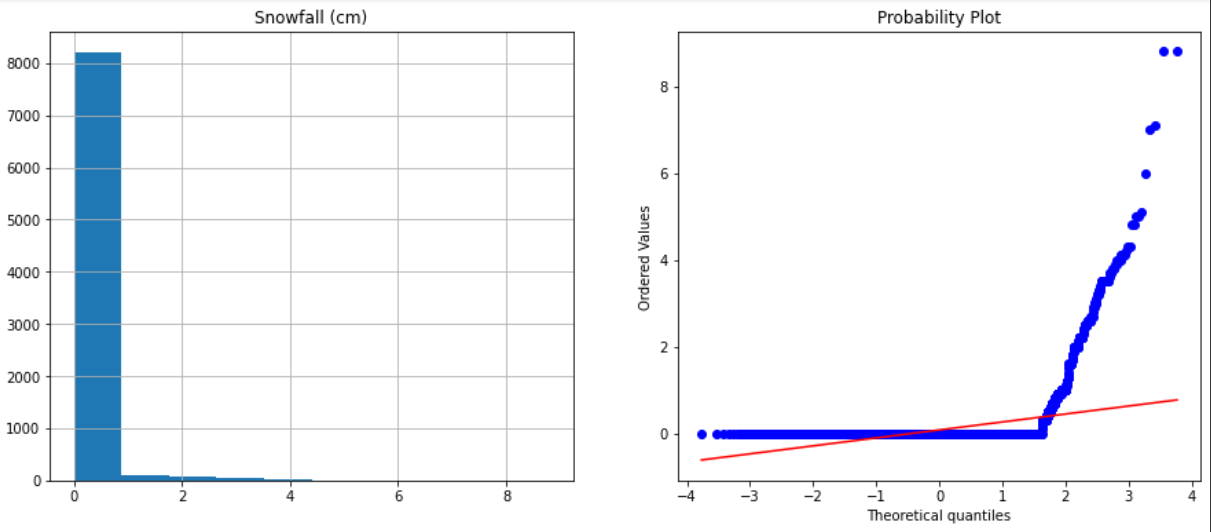 Snowfall (cm)
8000
7000
6000
5000
4000
3000
2000
1000
0
0 2 4 6 8
Probability Plot
Ordered Values
8
6
4
2
0
−4 −3 −2 −1 0 1 2 3 4
Theoretical quantiles